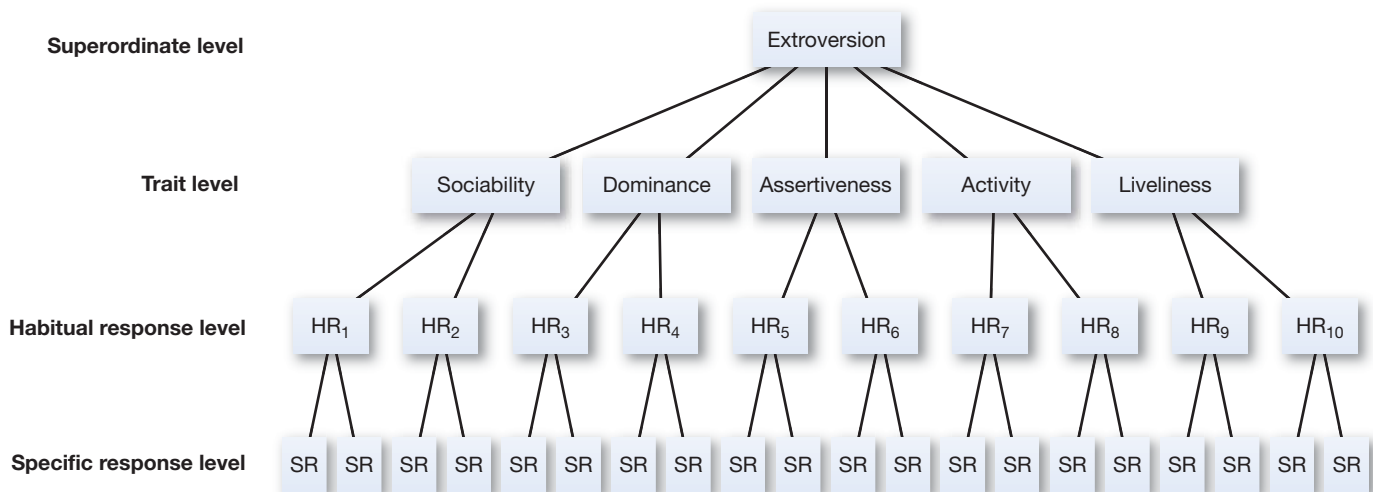 Superordinate level
Extroversion
Trait level
Sociability Dominance Assertiveness Activity Liveliness
Habitual response level
HR₁ HR₂ HR₃ HR₄ HR₅ HR₆ HR₇ HR₈ HR₉ HR₁₀
Specific response level
SR SR SR SR SR SR SR SR SR SR SR SR SR SR SR SR SR SR SR SR